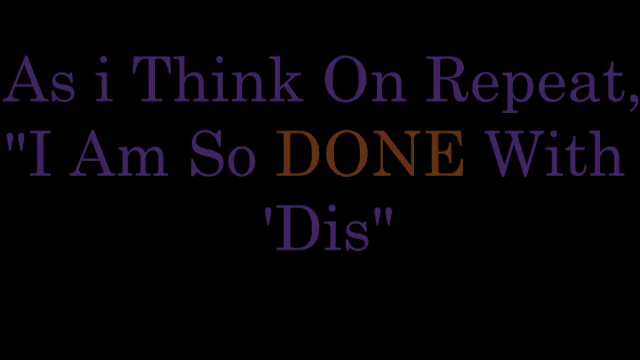 As i Think On Repeat,
"I Am So DONE With
'Dis"